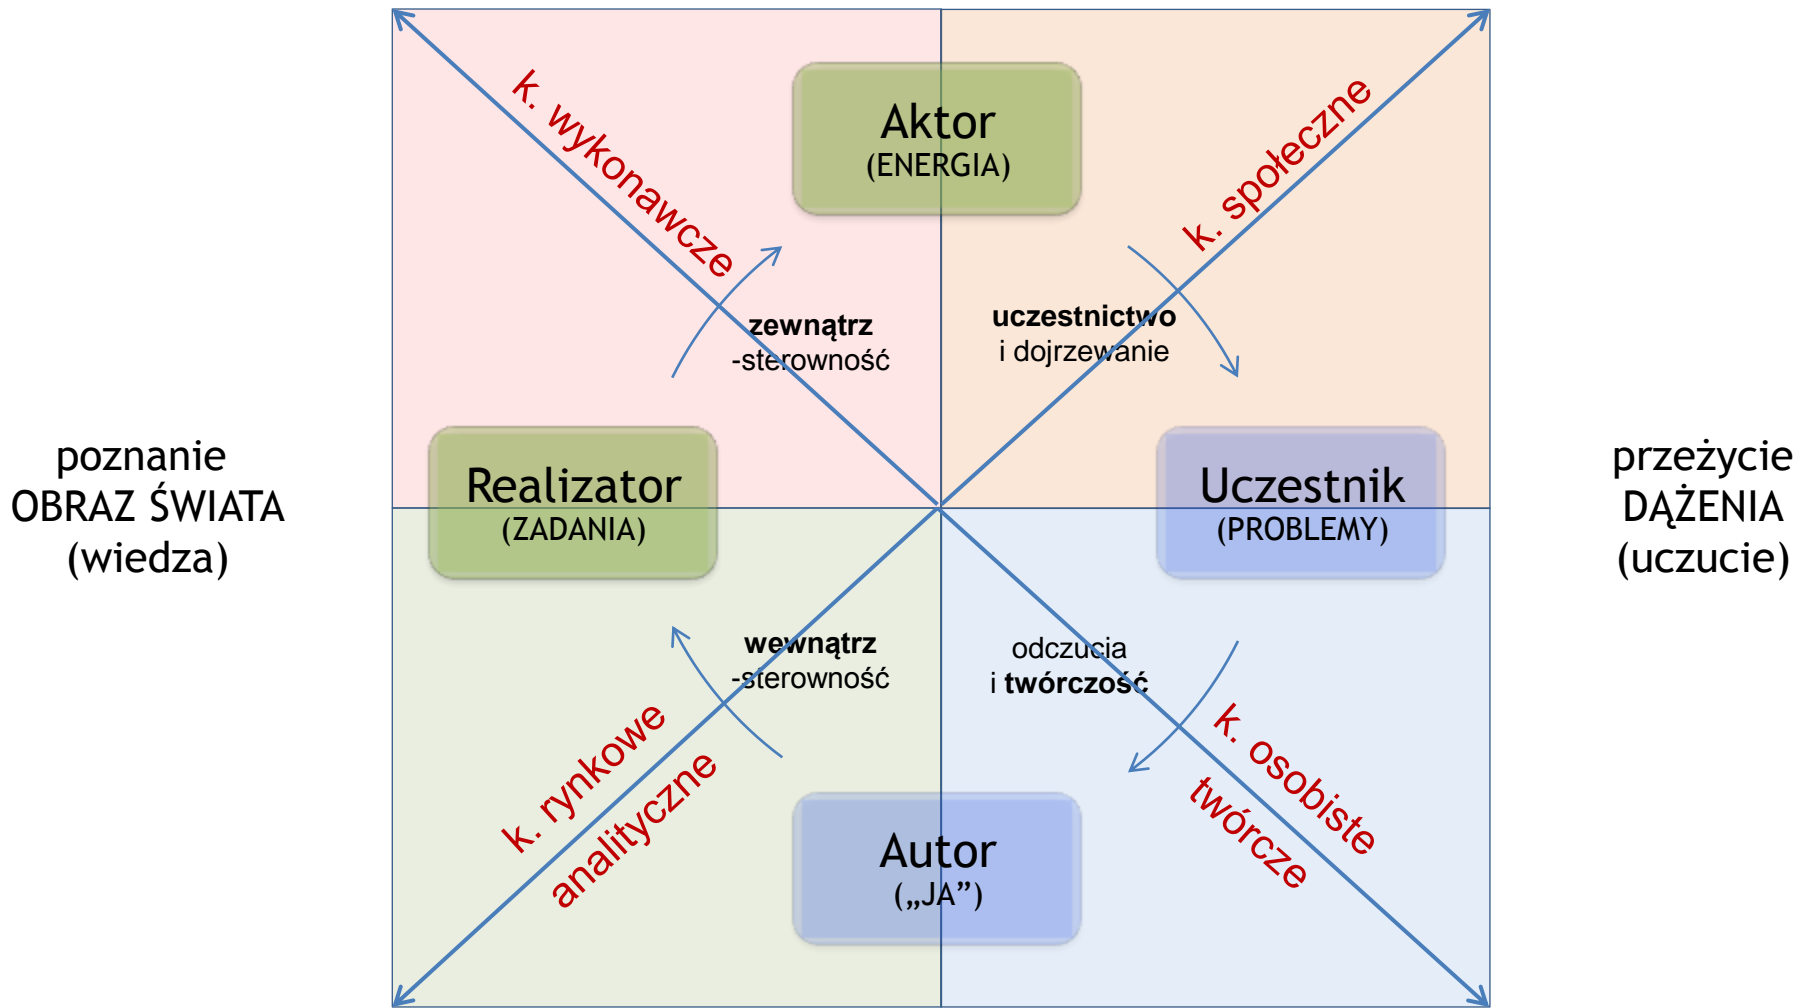 k. wykonawcze
Aktor
(ENERGIA)
k. społeczne
zewnątrz
-sterowność
uczestnictwo
i dojrzewanie
poznanie
OBRAZ ŚWIATA
(wiedza)
Realizator
(ZADANIA)
Uczestnik
(PROBLEMY)
przeżycie
DĄŻENIA
(uczucie)
wewnątrz
-sterowność
odczucia
i twórczość
k. rynkowe
analityczne
Autor
(„JA”)
k. osobiste
twórcze